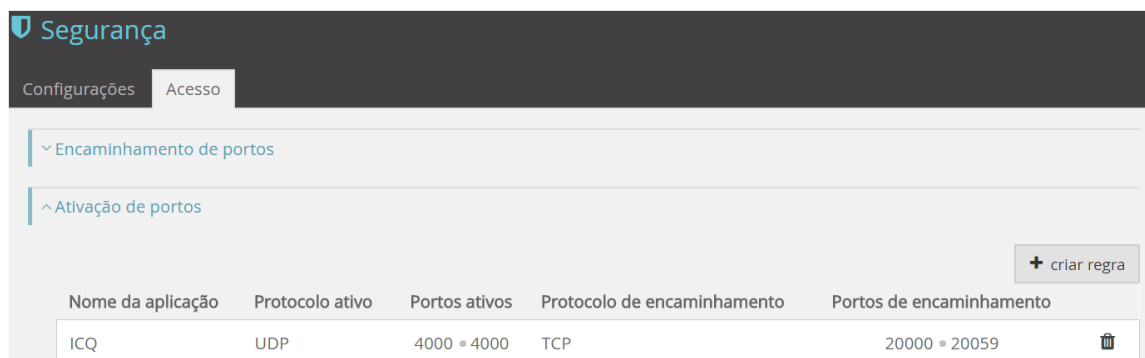 Segurança
Configurações Acesso
Encaminhamento de portos
Ativação de portos
+ criar regra
Nome da aplicação Protocolo ativo Portos ativos Protocolo de encaminhamento Portos de encaminhamento
ICQ UDP 4000 • 4000 TCP 20000 • 20059